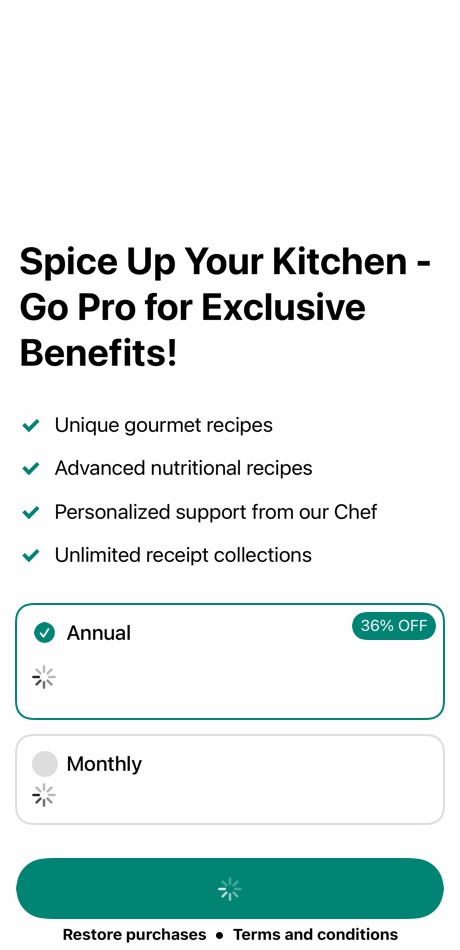 Spice Up Your Kitchen -
Go Pro for Exclusive
Benefits!
Unique gourmet recipes
Advanced nutritional recipes
Personalized support from our Chef
Unlimited receipt collections
Annual
36% OFF
Monthly
Restore purchases • Terms and conditions